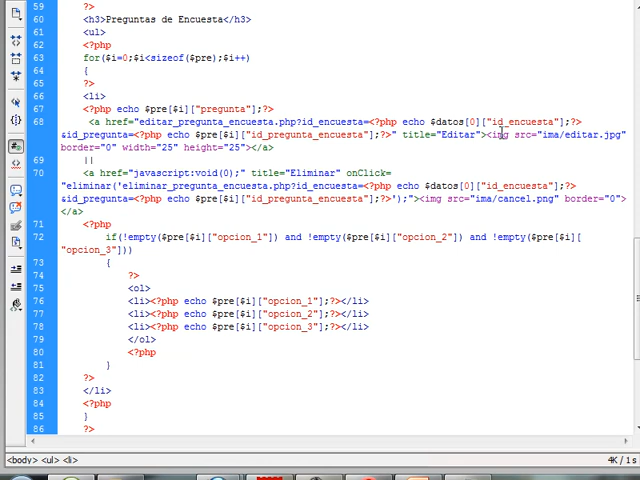 59 ?>
60 <h3>Preguntas de Encuesta</h3>
61 <ul>
62 <?php
63 for($i=0;$i<sizeof($pre);$i++)
64 {
65 ?>
66 <li>
67 <?php echo $pre[$i]["pregunta"];?>
68 <a href="editar_pregunta_encuesta.php?id_encuesta=<?php echo $datos[0]["id_encuesta"];?>
&id_pregunta=<?php echo $pre[$i]["id_pregunta_encuesta"];?>" title="Editar"><img src="ima/editar.jpg"
border="0" width="25" height="25"></a>
69 ||
70 <a href="javascript:void(0);" title="Eliminar" onClick=
"eliminar('eliminar_pregunta_encuesta.php?id_encuesta=<?php echo $datos[0]["id_encuesta"];?>
&id_pregunta=<?php echo $pre[$i]["id_pregunta_encuesta"];?>');"><img src="ima/cancel.png" border="0">
</a>
71 <?php
72 if(!empty($pre[$i]["opcion_1"]) and !empty($pre[$i]["opcion_2"]) and !empty($pre[$i][
"opcion_3"]))
73 {
74 ?>
75 <ol>
76 <li><?php echo $pre[$i]["opcion_1"];?></li>
77 <li><?php echo $pre[$i]["opcion_2"];?></li>
78 <li><?php echo $pre[$i]["opcion_3"];?></li>
79 </ol>
80 <?php
81 }
82 ?>
83 </li>
84 <?php
85 }
86 ?>
<body> <ul> <li>
4K / 1 s